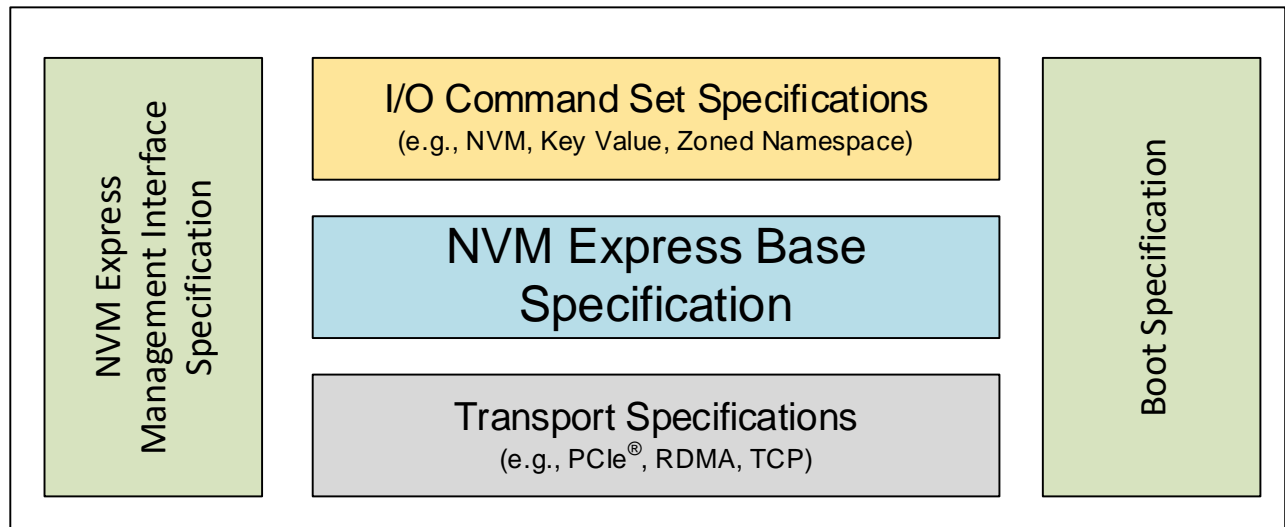 NVM Express
Management Interface
Specification
I/O Command Set Specifications
(e.g., NVM, Key Value, Zoned Namespace)
NVM Express Base
Specification
Transport Specifications
(e.g., PCIe®, RDMA, TCP)
Boot Specification